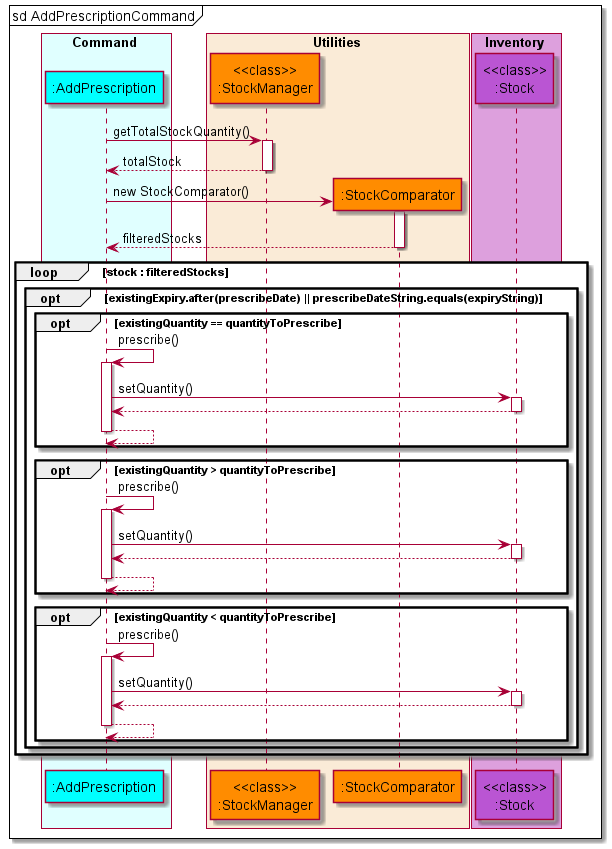 sd AddPrescriptionCommand
Command
Utilities
Inventory
:AddPrescription
<<class>>
:StockManager
<<class>>
:Stock
getTotalStockQuantity()
totalStock
new StockComparator()
:StockComparator
filteredStocks
loop [stock : filteredStocks]
opt [existingExpiry.after(prescribeDate) || prescribeDateString.equals(expiryString)]
opt [existingQuantity == quantityToPrescribe]
prescribe()
setQuantity()
opt [existingQuantity > quantityToPrescribe]
prescribe()
setQuantity()
opt [existingQuantity < quantityToPrescribe]
prescribe()
setQuantity()
:AddPrescription
<<class>>
:StockManager
:StockComparator
<<class>>
:Stock